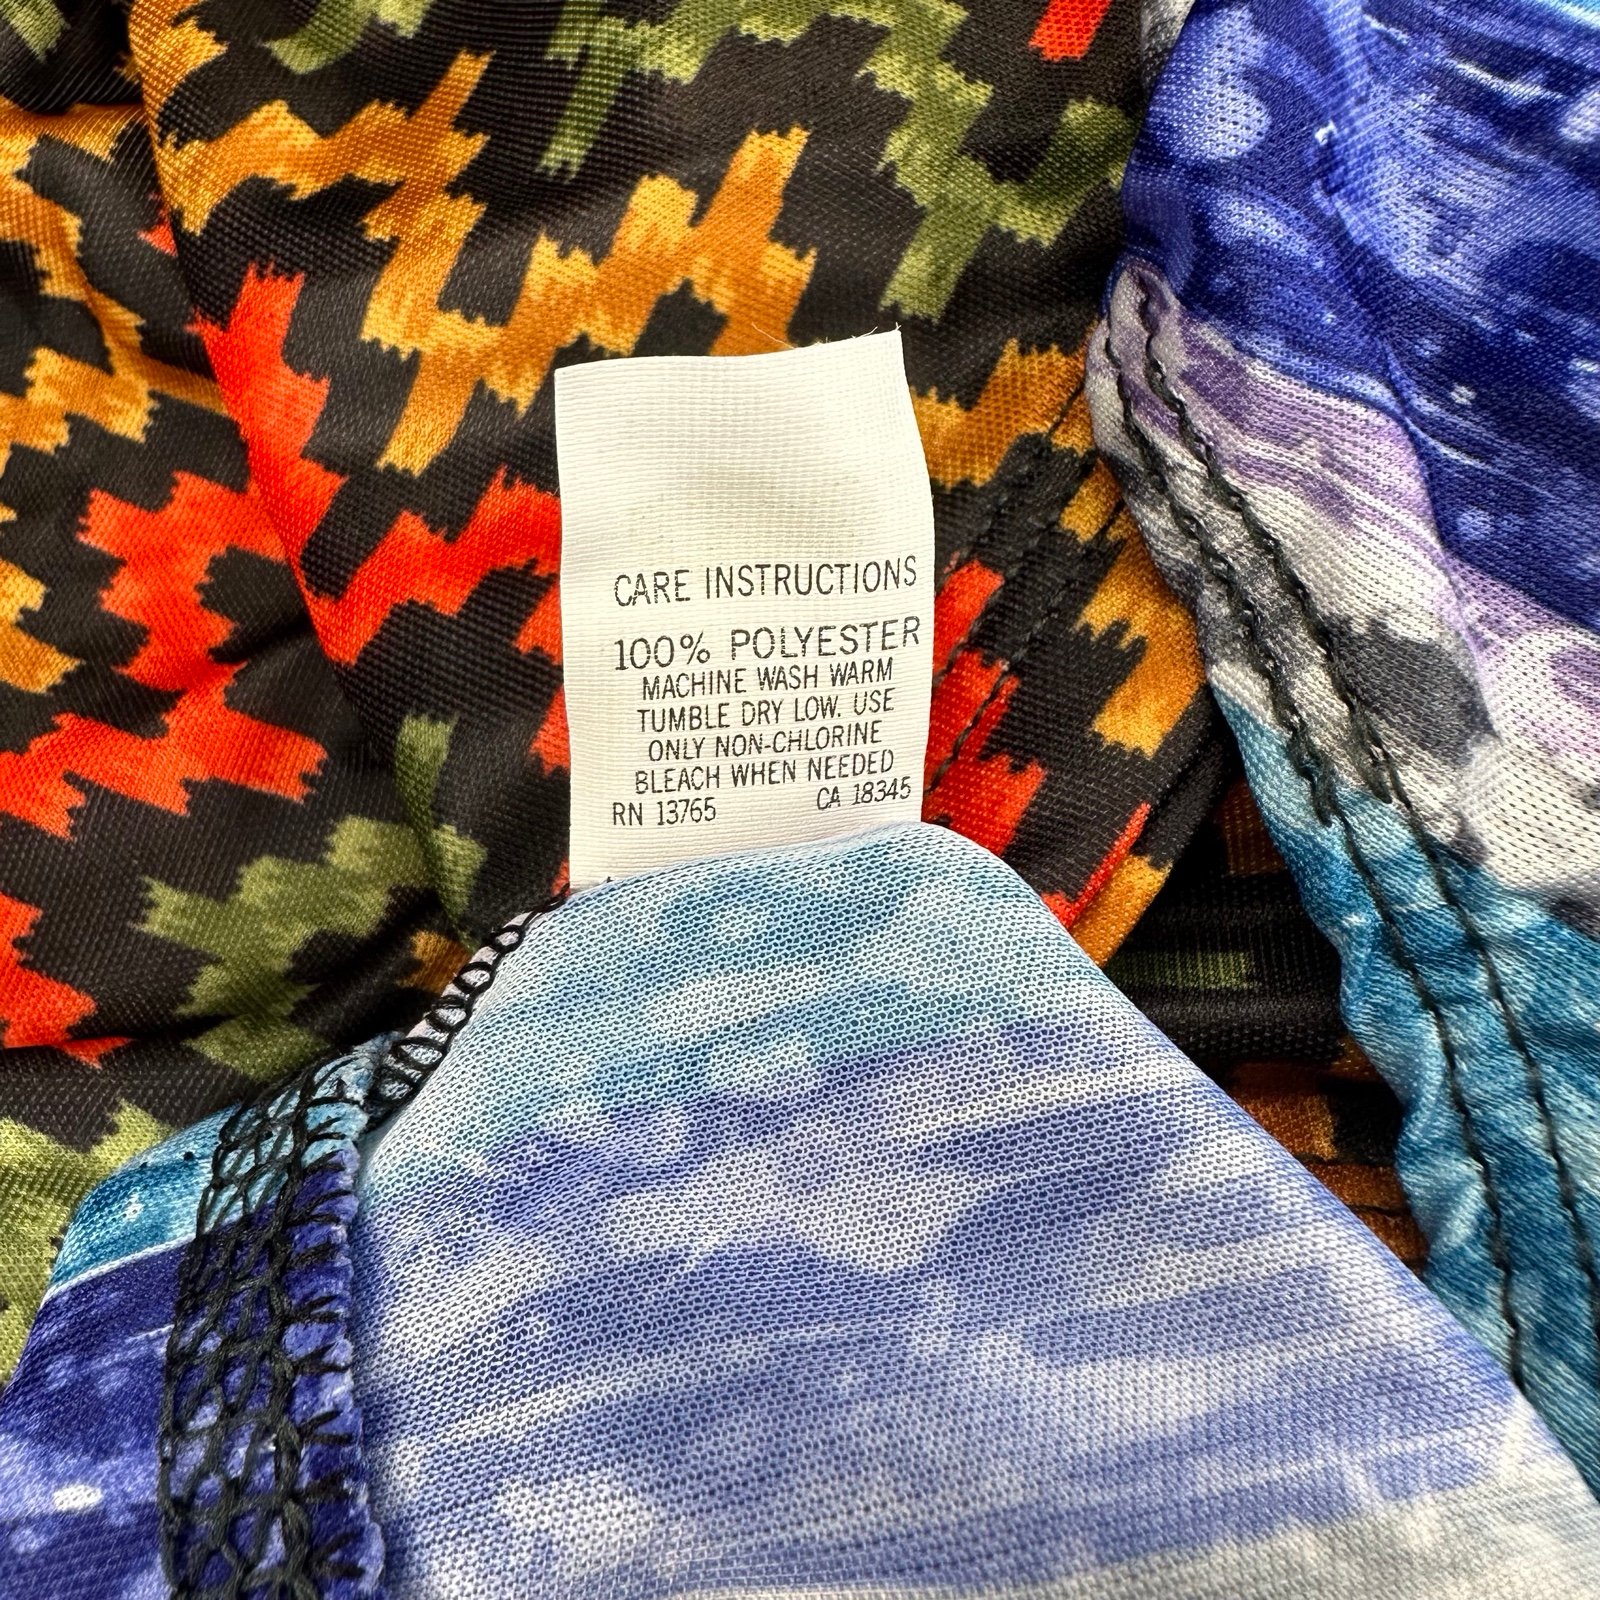 CARE INSTRUCTIONS
100% POLYESTER
MACHINE WASH WARM
TUMBLE DRY LOW. USE
ONLY NON-CHLORINE
BLEACH WHEN NEEDED
RN 13765 CA 18345